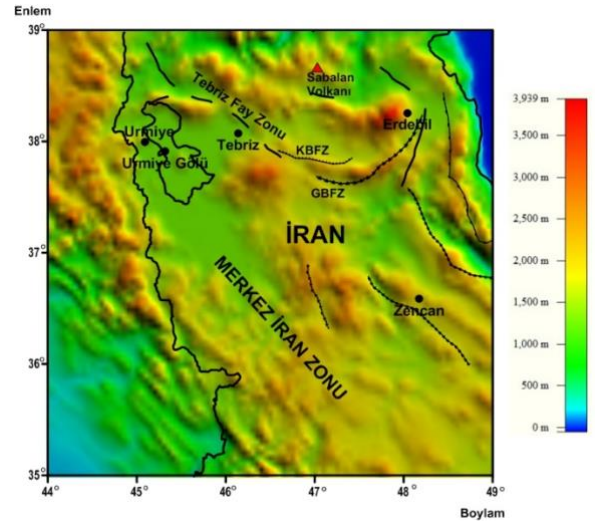 Enlem
39°
38°
37°
36°
35°
44°
45°
46°
47°
48°
49°
Boylam
Sabalan
Volkanı
Tebriz Fay Zonu
Urmiye
Urmiye Gölü
Tebriz
Erdebil
KBFZ
GBFZ
İRAN
MERKEZ İRAN ZONU
Zencan
3,939 m
3,500 m
3,000 m
2,500 m
2,000 m
1,500 m
1,000 m
500 m
0 m